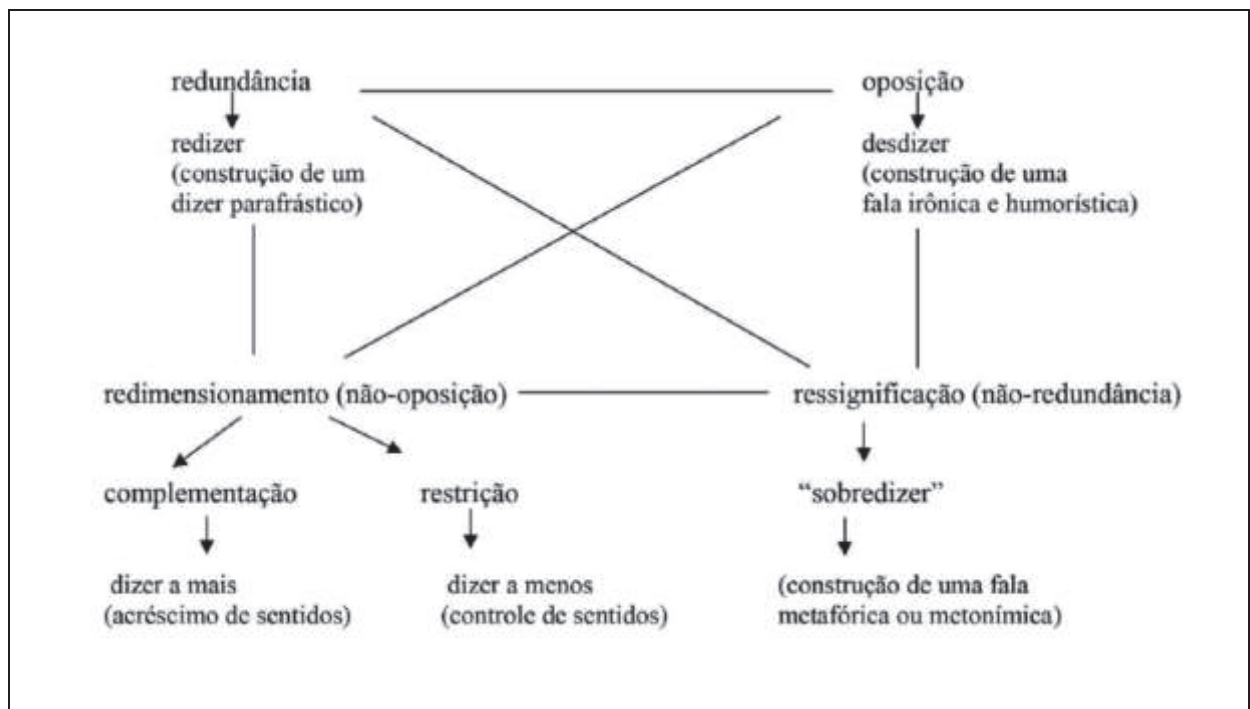 redundância
oposição
redizer
(construção de um
dizer parafrástico)
desdizer
(construção de uma
fala irônica e humorística)
redimensionamento (não-oposição)
ressignificação (não-redundância)
complementação
restrição
“sobredizer”
dizer a mais
(acréscimo de sentidos)
dizer a menos
(controle de sentidos)
(construção de uma fala
metafórica ou metonímica)